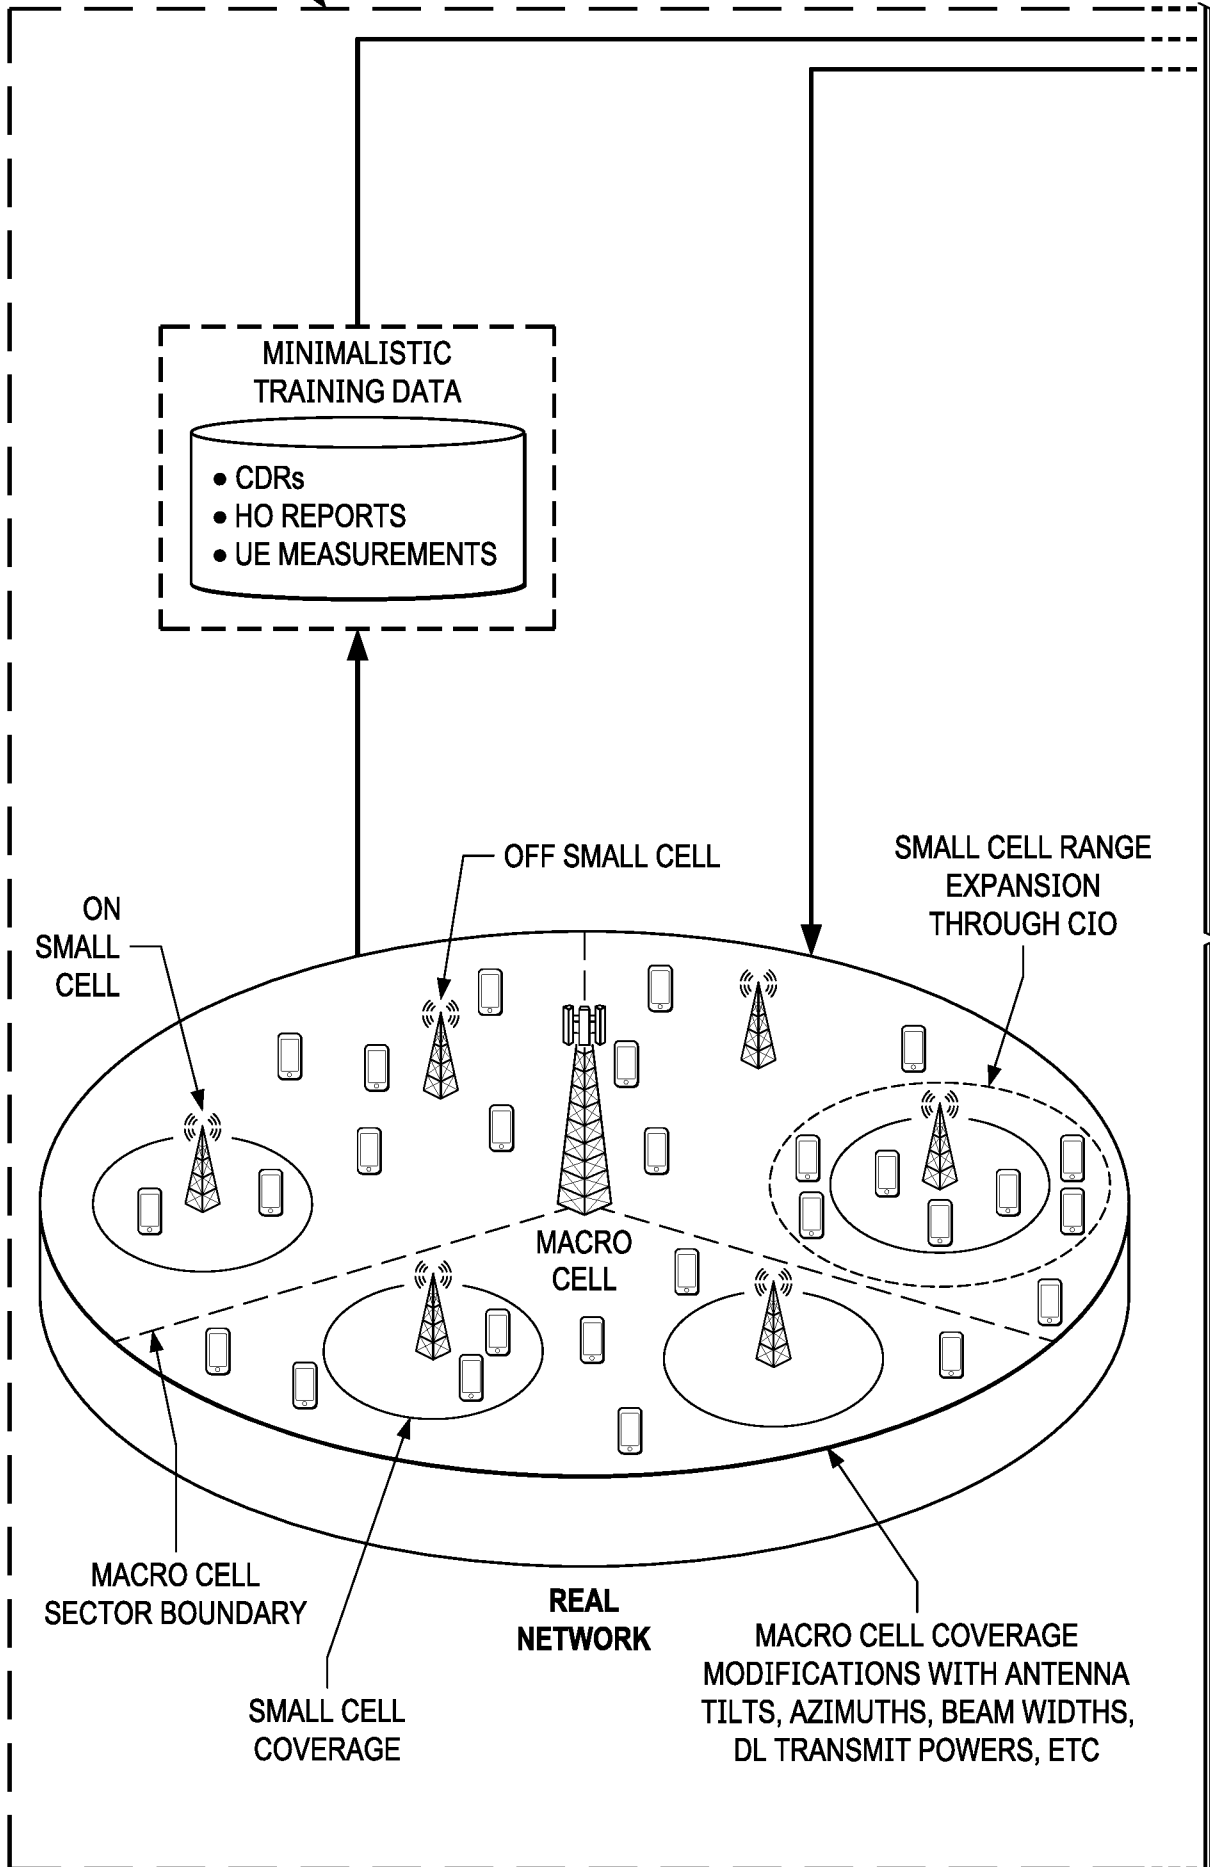 MINIMALISTIC
TRAINING DATA
• CDRs
• HO REPORTS
• UE MEASUREMENTS
OFF SMALL CELL
SMALL CELL RANGE
EXPANSION
THROUGH CIO
ON
SMALL
CELL
MACRO
CELL
MACRO CELL
SECTOR BOUNDARY
REAL
NETWORK
SMALL CELL
COVERAGE
MACRO CELL COVERAGE
MODIFICATIONS WITH ANTENNA
TILTS, AZIMUTHS, BEAM WIDTHS,
DL TRANSMIT POWERS, ETC